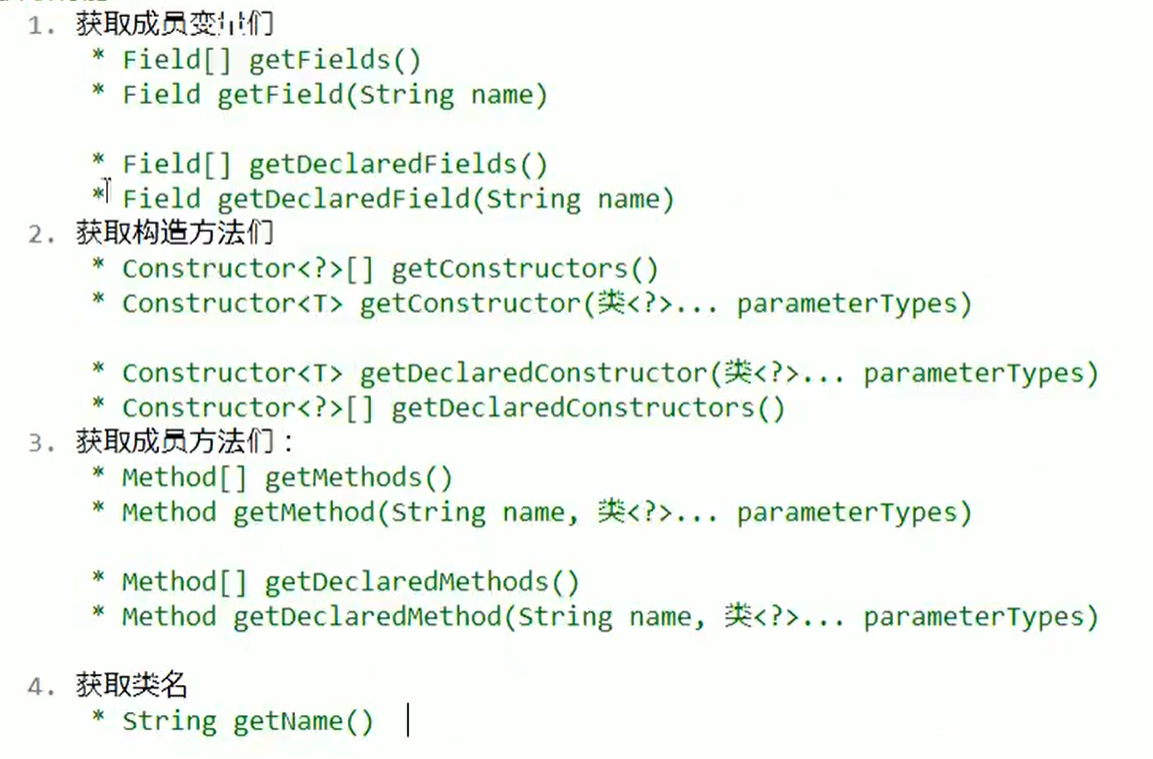 1. 获取成员变量们
* Field[] getFields()
* Field getField(String name)
* Field[] getDeclaredFields()
* Field getDeclaredField(String name)
2. 获取构造方法们
* Constructor<?>[] getConstructors()
* Constructor<T> getConstructor(类<?>... parameterTypes)
* Constructor<T> getDeclaredConstructor(类<?>... parameterTypes)
* Constructor<?>[] getDeclaredConstructors()
3. 获取成员方法们：
* Method[] getMethods()
* Method getMethod(String name, 类<?>... parameterTypes)
* Method[] getDeclaredMethods()
* Method getDeclaredMethod(String name, 类<?>... parameterTypes)
4. 获取类名
* String getName()